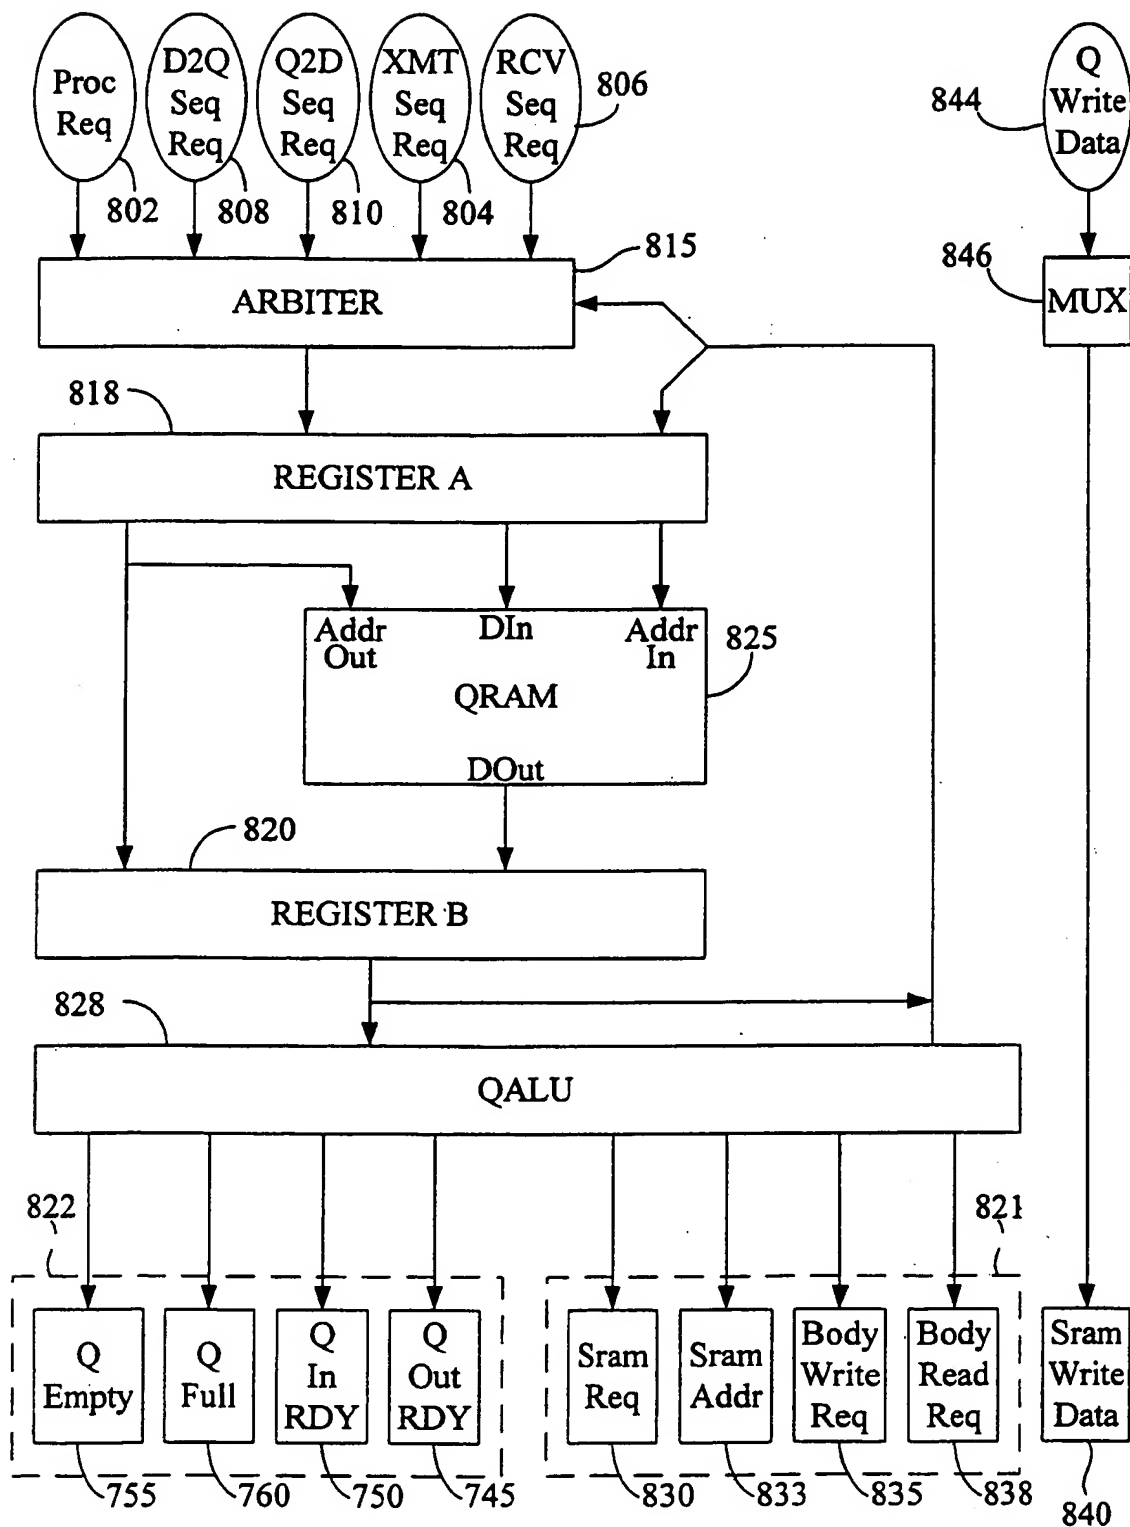 Proc
Req
D2Q
Seq
Req
Q2D
Seq
Req
XMT
Seq
Req
RCV
Seq
Req
806
844
Q
Write
Data
802
808
810
804
815
846
ARBITER
MUX
818
REGISTER A
Addr
Out
DIn
Addr
In
825
QRAM
DOut
820
REGISTER B
828
QALU
822
821
Q
Empty
Q
Full
Q
In
RDY
Q
Out
RDY
Sram
Req
Sram
Addr
Body
Write
Req
Body
Read
Req
Sram
Write
Data
755
760
750
745
830
833
835
838
840